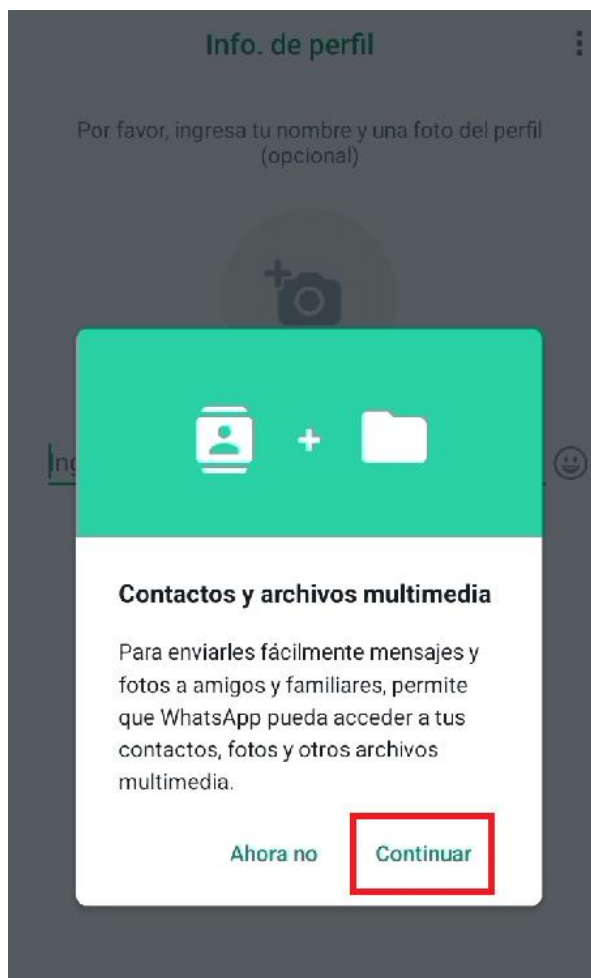 Info. de perfil
Por favor, ingresa tu nombre y una foto del perfil
(opcional)
Contactos y archivos multimedia
Para enviarles fácilmente mensajes y
fotos a amigos y familiares, permite
que WhatsApp pueda acceder a tus
contactos, fotos y otros archivos
multimedia.
Ahora no
Continuar